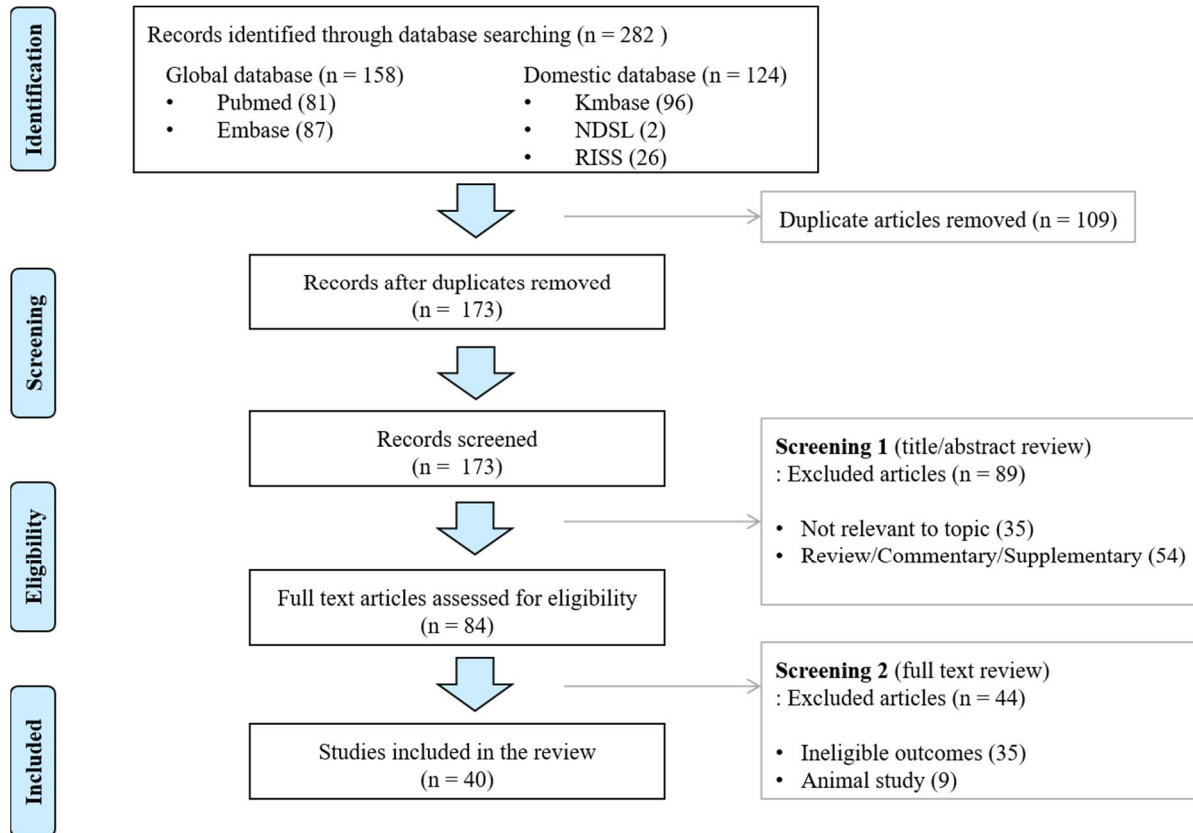 Identification
Records identified through database searching (n = 282 )
Global database (n = 158)
• Pubmed (81)
• Embase (87)
Domestic database (n = 124)
• Kmbase (96)
• NDSL (2)
• RISS (26)
Duplicate articles removed (n = 109)
Screening
Records after duplicates removed
(n = 173)
Records screened
(n = 173)
Screening 1 (title/abstract review)
: Excluded articles (n = 89)
• Not relevant to topic (35)
• Review/Commentary/Supplementary (54)
Eligibility
Full text articles assessed for eligibility
(n = 84)
Screening 2 (full text review)
: Excluded articles (n = 44)
• Ineligible outcomes (35)
• Animal study (9)
Included
Studies included in the review
(n = 40)